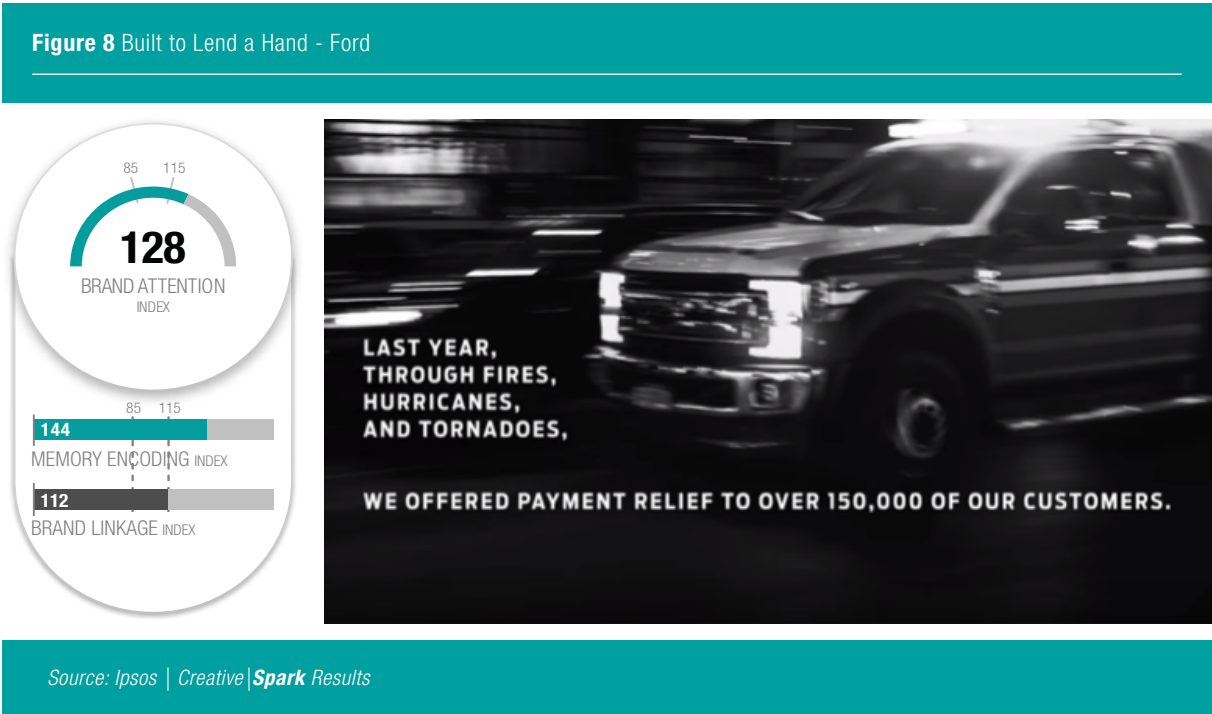 Figure 8 Built to Lend a Hand - Ford
85 115
128
BRAND ATTENTION
INDEX
85 115
144
MEMORY ENCODING INDEX
112
BRAND LINKAGE INDEX
LAST YEAR,
THROUGH FIRES,
HURRICANES,
AND TORNADOES,
WE OFFERED PAYMENT RELIEF TO OVER 150,000 OF OUR CUSTOMERS.
Source: Ipsos | Creative|Spark Results